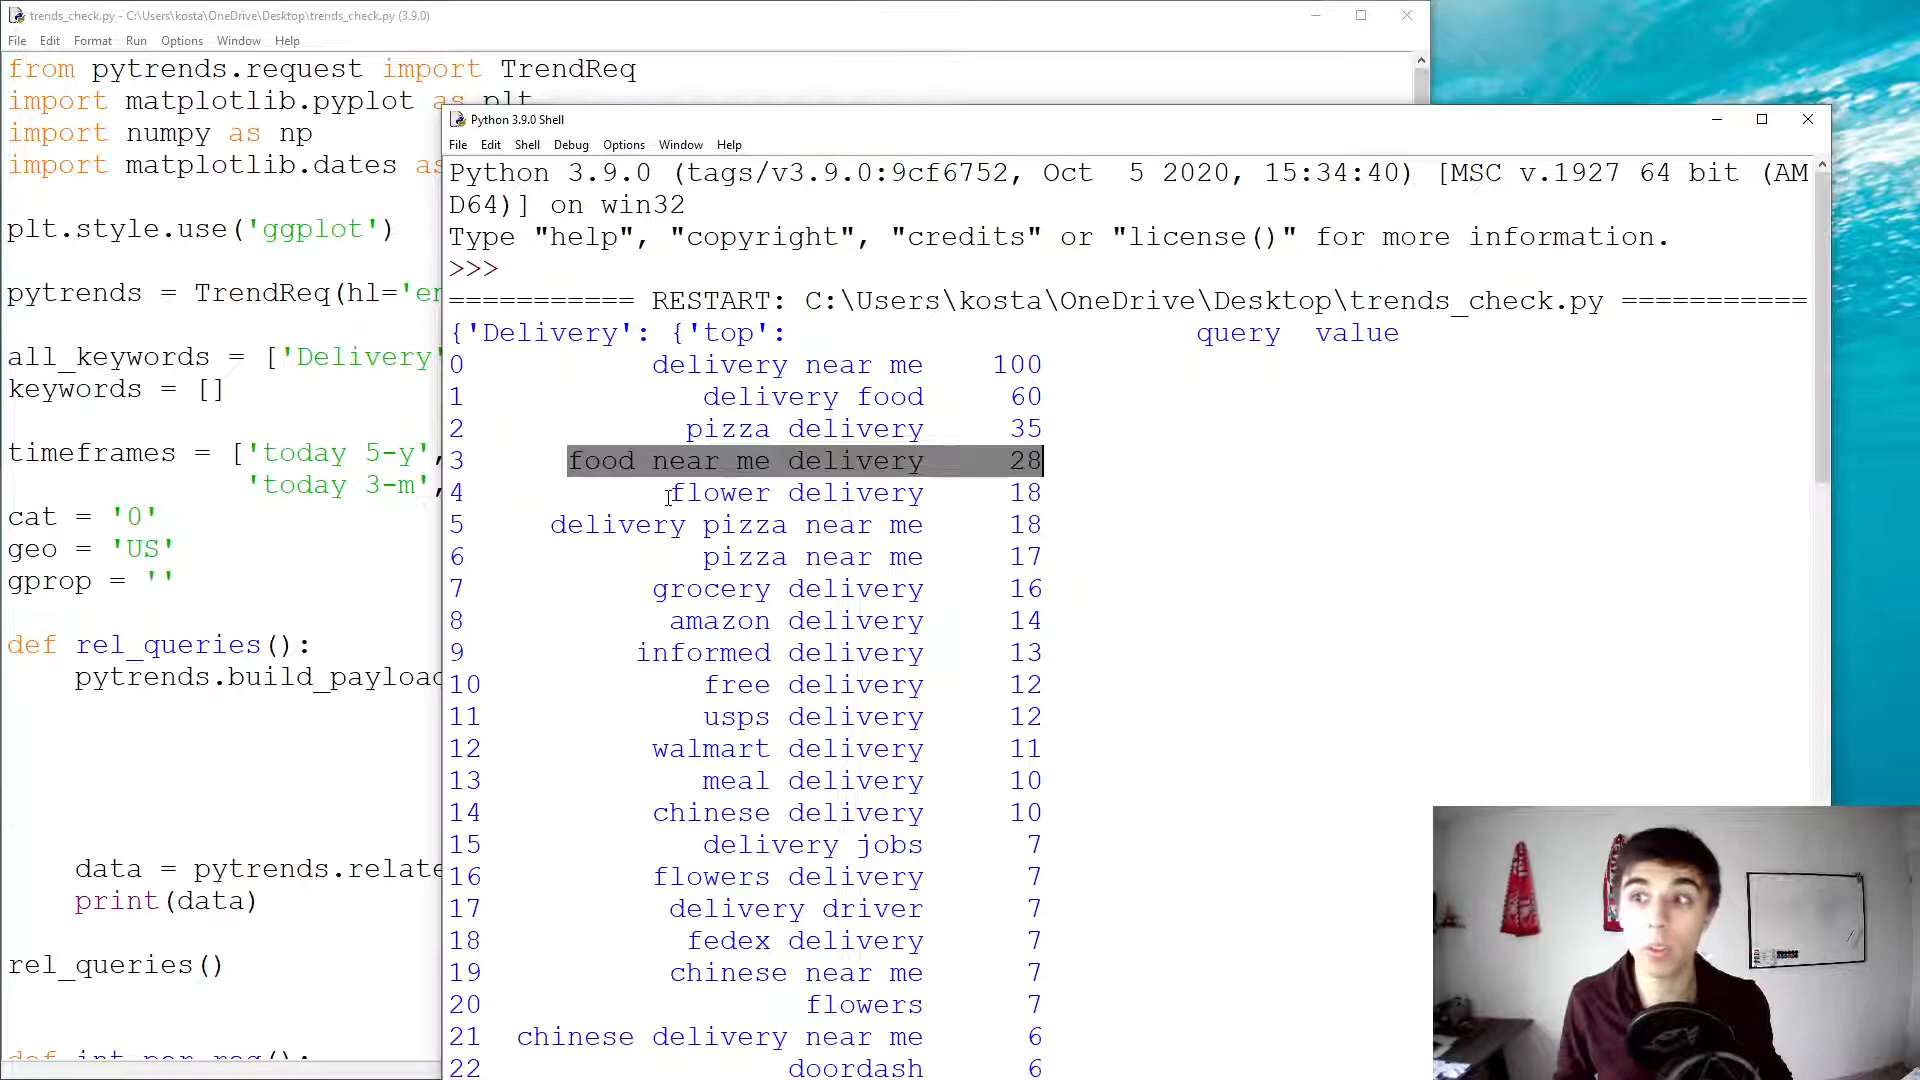 trends_check.py - C:\Users\kosta\OneDrive\Desktop\trends_check.py (3.9.0)
File Edit Format Run Options Window Help
from pytrends.request import TrendReq
import matplotlib.pyplot as plt
import numpy as np
import matplotlib.dates as
plt.style.use('ggplot')
pytrends = TrendReq(hl='en
all_keywords = ['Delivery'
keywords = []
timeframes = ['today 5-y',
'today 3-m',
cat = '0'
geo = 'US'
gprop = ''
def rel_queries():
pytrends.build_payload
data = pytrends.relate
print(data)
rel_queries()
def int_per_reg():
Python 3.9.0 Shell
File Edit Shell Debug Options Window Help
Python 3.9.0 (tags/v3.9.0:9cf6752, Oct 5 2020, 15:34:40) [MSC v.1927 64 bit (AM
D64)] on win32
Type "help", "copyright", "credits" or "license()" for more information.
>>>
=========== RESTART: C:\Users\kosta\OneDrive\Desktop\trends_check.py ===========
{'Delivery': {'top': query value
0 delivery near me 100
1 delivery food 60
2 pizza delivery 35
3 food near me delivery 28
4 flower delivery 18
5 delivery pizza near me 18
6 pizza near me 17
7 grocery delivery 16
8 amazon delivery 14
9 informed delivery 13
10 free delivery 12
11 usps delivery 12
12 walmart delivery 11
13 meal delivery 10
14 chinese delivery 10
15 delivery jobs 7
16 flowers delivery 7
17 delivery driver 7
18 fedex delivery 7
19 chinese near me 7
20 flowers 7
21 chinese delivery near me 6
22 doordash 6